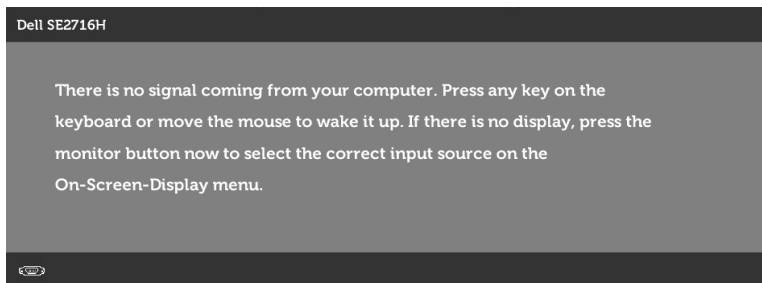 Dell SE2716H
There is no signal coming from your computer. Press any key on the
keyboard or move the mouse to wake it up. If there is no display, press the
monitor button now to select the correct input source on the
On-Screen-Display menu.